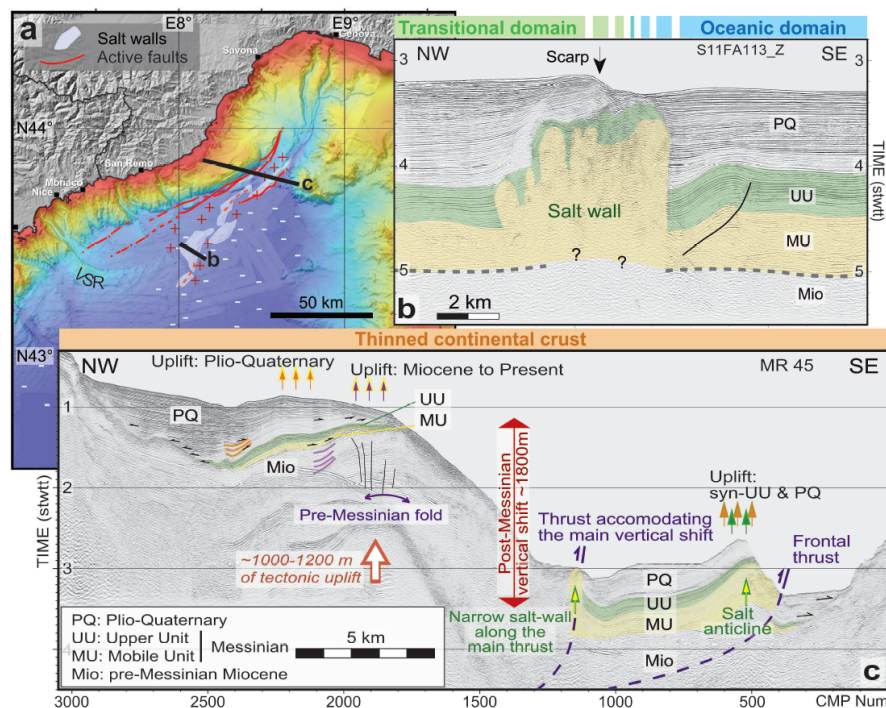 a
Salt walls
Active faults
E8°
E9°
Savona
Genova
N44°
San Remo
Monaco
Nice
VSR
c
b
50 km
N43°
Transitional domain
Oceanic domain
NW
Scarp
S11FA113_Z
SE
3
3
PQ
4
4
UU
Salt wall
MU
?
?
5
5
Mio
b
2 km
TIME (stwtt)
Thinned continental crust
NW
Uplift: Plio-Quaternary
Uplift: Miocene to Present
MR 45
SE
UU
MU
1
PQ
Mio
2
Pre-Messinian fold
~1000-1200 m
of tectonic uplift
Post-Messinian
vertical shift ~1800m
Thrust accomodating
the main vertical shift
Uplift:
syn-UU & PQ
Frontal
thrust
3
PQ
UU
MU
Narrow salt-wall
along the
main thrust
Salt
anticline
Mio
4
TIME (stwtt)
PQ: Plio-Quaternary
UU: Upper Unit
MU: Mobile Unit
Messinian
Mio: pre-Messinian Miocene
5 km
c
3000
2500
2000
1500
1000
500
CMP Num